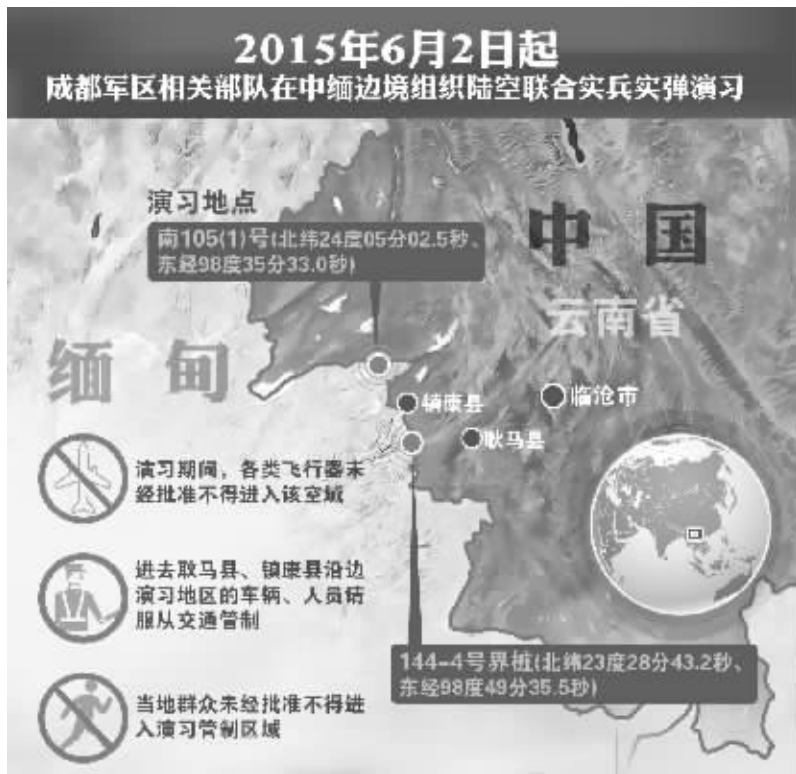 2015年6月2日起
成都军区相关部队在中缅边境组织陆空联合实兵实弹演习
演习地点
南105(1)号(北纬24度05分02.5秒、
东经98度35分33.0秒)
中国
云南省
缅甸
镇康县
临沧市
耿马县
演习期间，各类飞行器未
经批准不得进入该空域
进去耿马县、镇康县沿边
演习地区的车辆、人员请
服从交通管制
144-4号界桩(北纬23度28分43.2秒、
东经98度49分35.5秒)
当地群众未经批准不得进
入演习管制区域